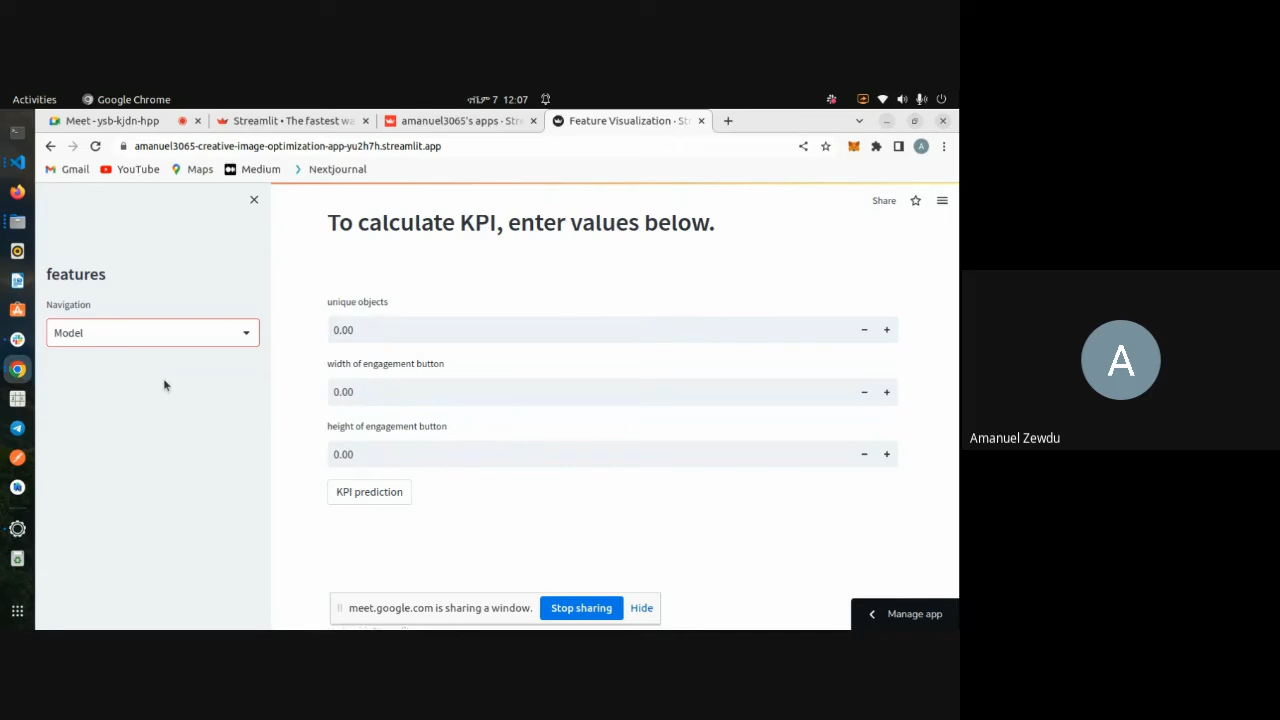 Activities
Google Chrome
7 12:07
Meet - ysb-kjdn-hpp
Streamlit • The fastest wa
amanuel3065's apps · Stre
Feature Visualization · Str
amanuel3065-creative-image-optimization-app-yu2h7h.streamlit.app
A
Gmail
YouTube
Maps
Medium
Nextjournal
Share
To calculate KPI, enter values below.
features
Navigation
Model
unique objects
0.00
width of engagement button
0.00
height of engagement button
0.00
KPI prediction
meet.google.com is sharing a window.
Stop sharing
Hide
Manage app
A
Amanuel Zewdu